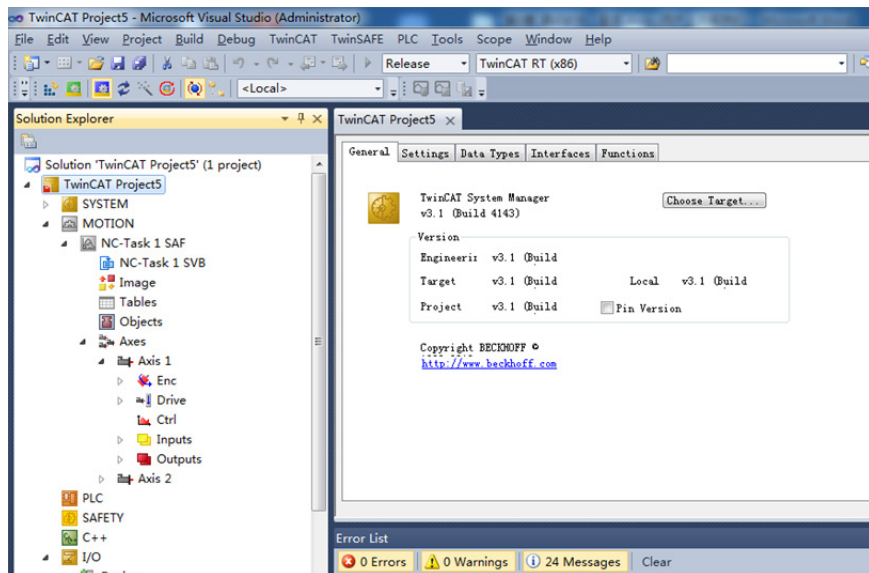 TwinCAT Project5 - Microsoft Visual Studio (Administrator)
File Edit View Project Build Debug TwinCAT TwinSAFE PLC Tools Scope Window Help
Release TwinCAT RT (x86)
<Local>
Solution Explorer
TwinCAT Project5
Solution 'TwinCAT Project5' (1 project)
TwinCAT Project5
SYSTEM
MOTION
NC-Task 1 SAF
NC-Task 1 SVB
Image
Tables
Objects
Axes
Axis 1
Enc
Drive
Ctrl
Inputs
Outputs
Axis 2
PLC
SAFETY
C++
I/O
General Settings Data Types Interfaces Functions
TwinCAT System Manager
v3.1 (Build 4143)
Choose Target...
Version
Engineerin v3.1 (Build
Target v3.1 (Build Local v3.1 (Build
Project v3.1 (Build Pin Version
Copyright BECKHOFF ©
http://www.beckhoff.com
Error List
0 Errors 0 Warnings 24 Messages Clear